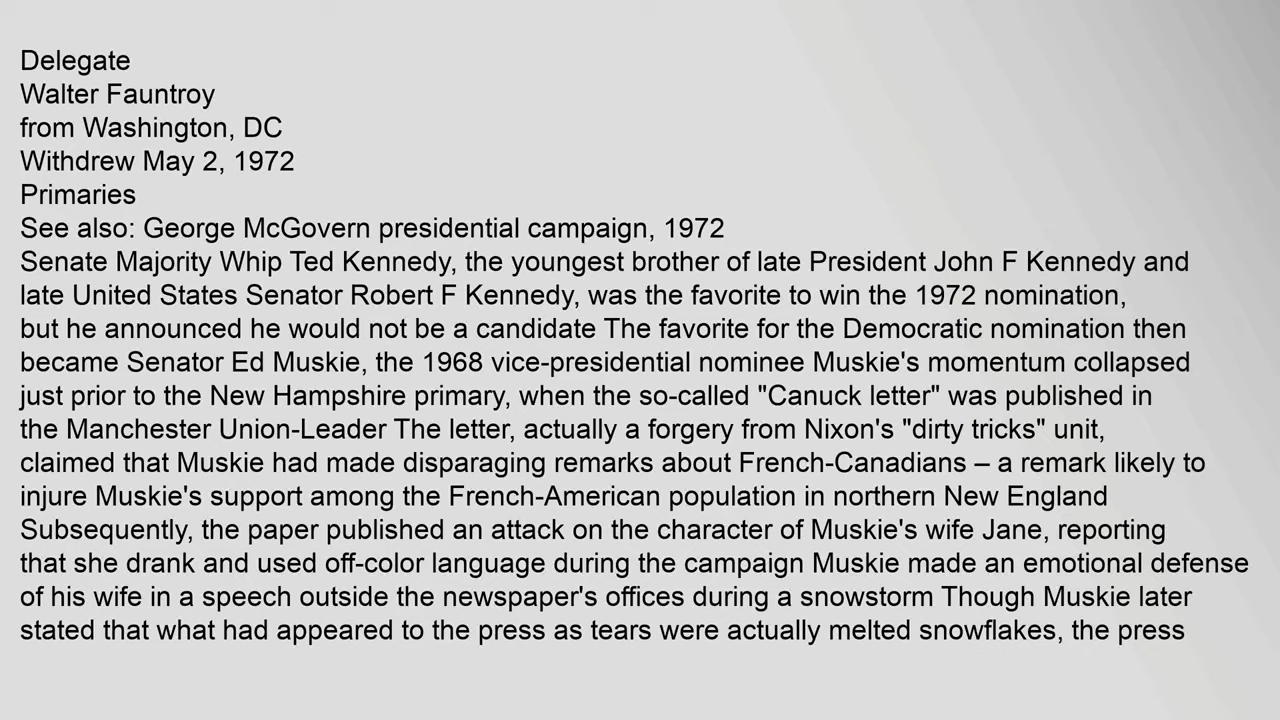 Delegate
Walter Fauntroy
from Washington, DC
Withdrew May 2, 1972
Primaries
See also: George McGovern presidential campaign, 1972
Senate Majority Whip Ted Kennedy, the youngest brother of late President John F Kennedy and
late United States Senator Robert F Kennedy, was the favorite to win the 1972 nomination,
but he announced he would not be a candidate The favorite for the Democratic nomination then
became Senator Ed Muskie, the 1968 vice-presidential nominee Muskie's momentum collapsed
just prior to the New Hampshire primary, when the so-called "Canuck letter" was published in
the Manchester Union-Leader The letter, actually a forgery from Nixon's "dirty tricks" unit,
claimed that Muskie had made disparaging remarks about French-Canadians – a remark likely to
injure Muskie's support among the French-American population in northern New England
Subsequently, the paper published an attack on the character of Muskie's wife Jane, reporting
that she drank and used off-color language during the campaign Muskie made an emotional defense
of his wife in a speech outside the newspaper's offices during a snowstorm Though Muskie later
stated that what had appeared to the press as tears were actually melted snowflakes, the press